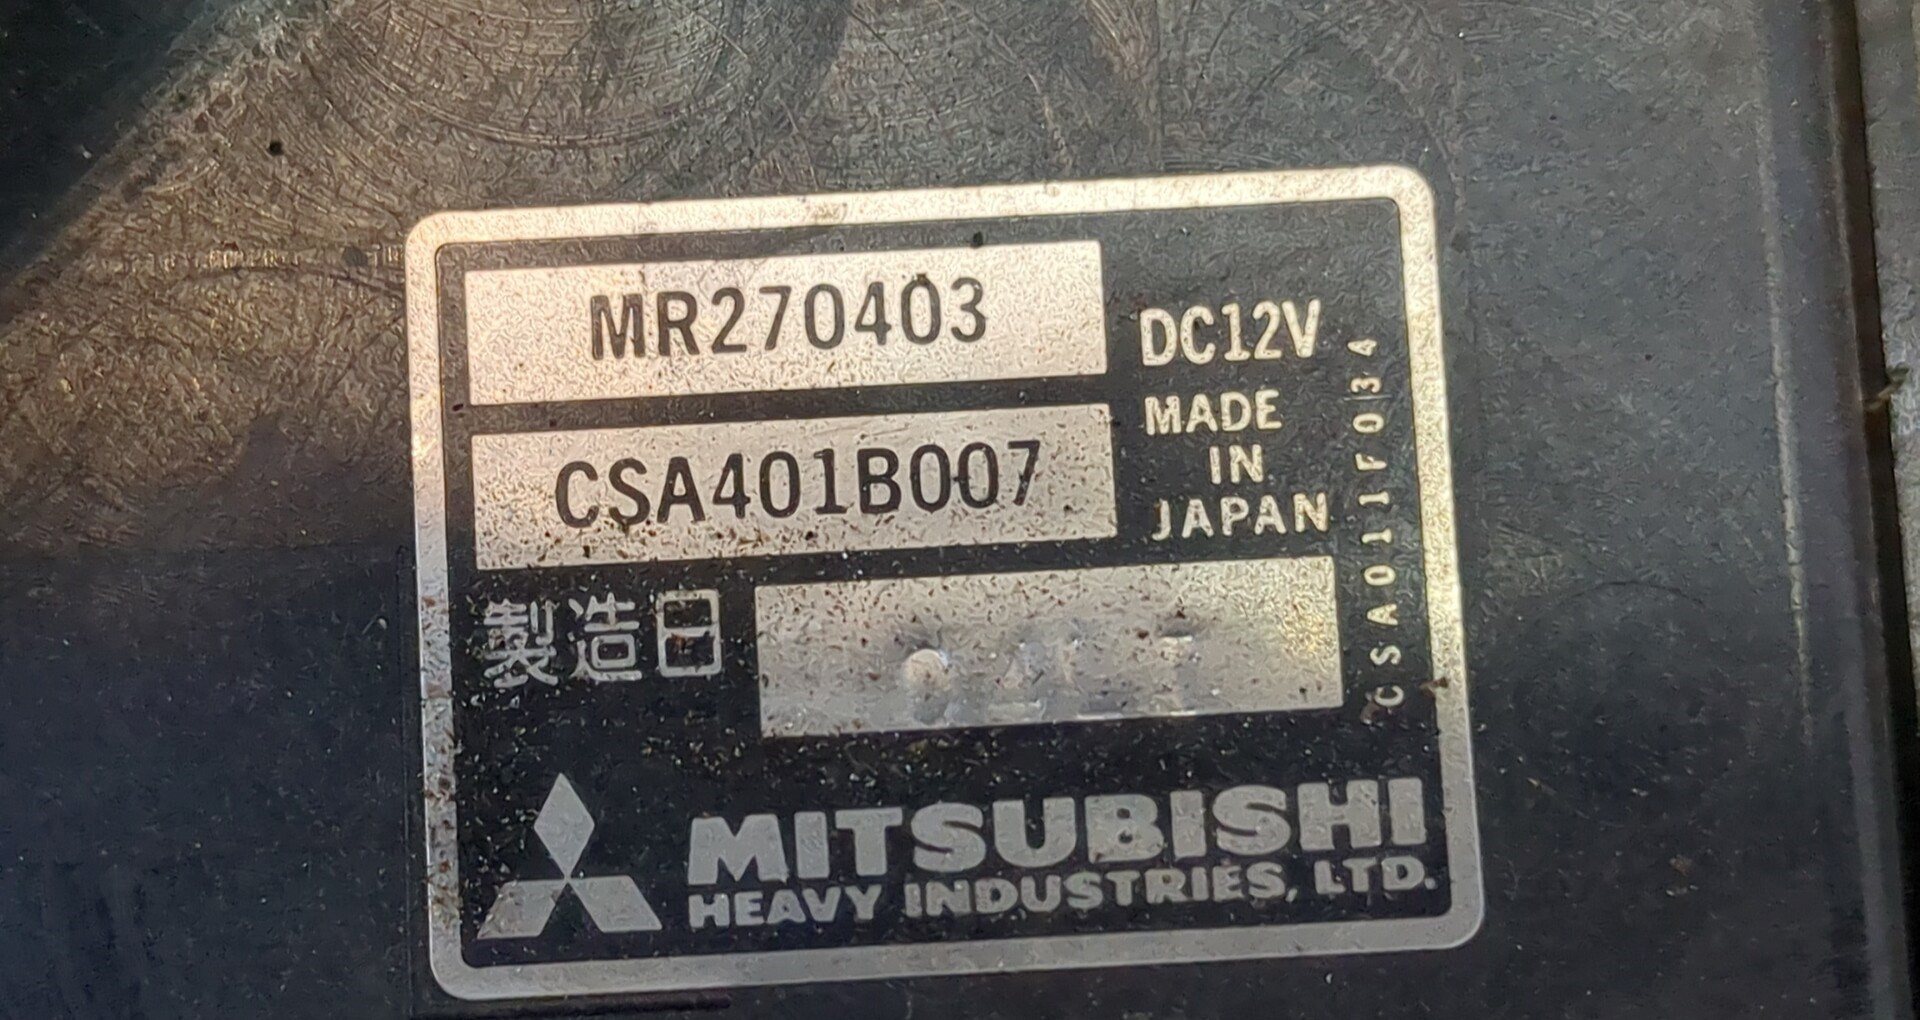 MR270403
DC12V
CSA401B007
MADE
IN
JAPAN
製造日
CSA011F034
MITSUBISHI
HEAVY INDUSTRIES, LTD.